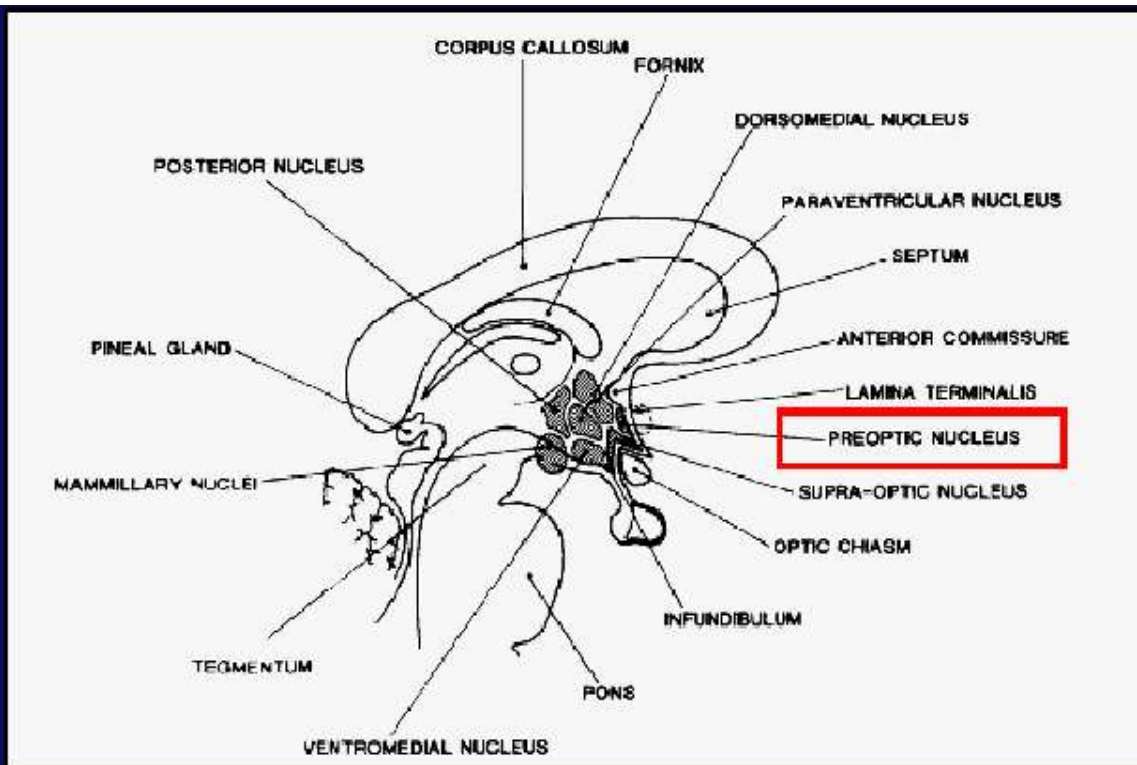 CORPUS CALLOSUM
FORNIX
DORSOMEDIAL NUCLEUS
POSTERIOR NUCLEUS
PARAVENTRICULAR NUCLEUS
SEPTUM
PINEAL GLAND
ANTERIOR COMMISSURE
LAMINA TERMINALIS
PREOPTIC NUCLEUS
MAMMILLARY NUCLEI
SUPRA-OPTIC NUCLEUS
OPTIC CHIASM
INFUNDIBULUM
TEGMENTUM
PONS
VENTROMEDIAL NUCLEUS